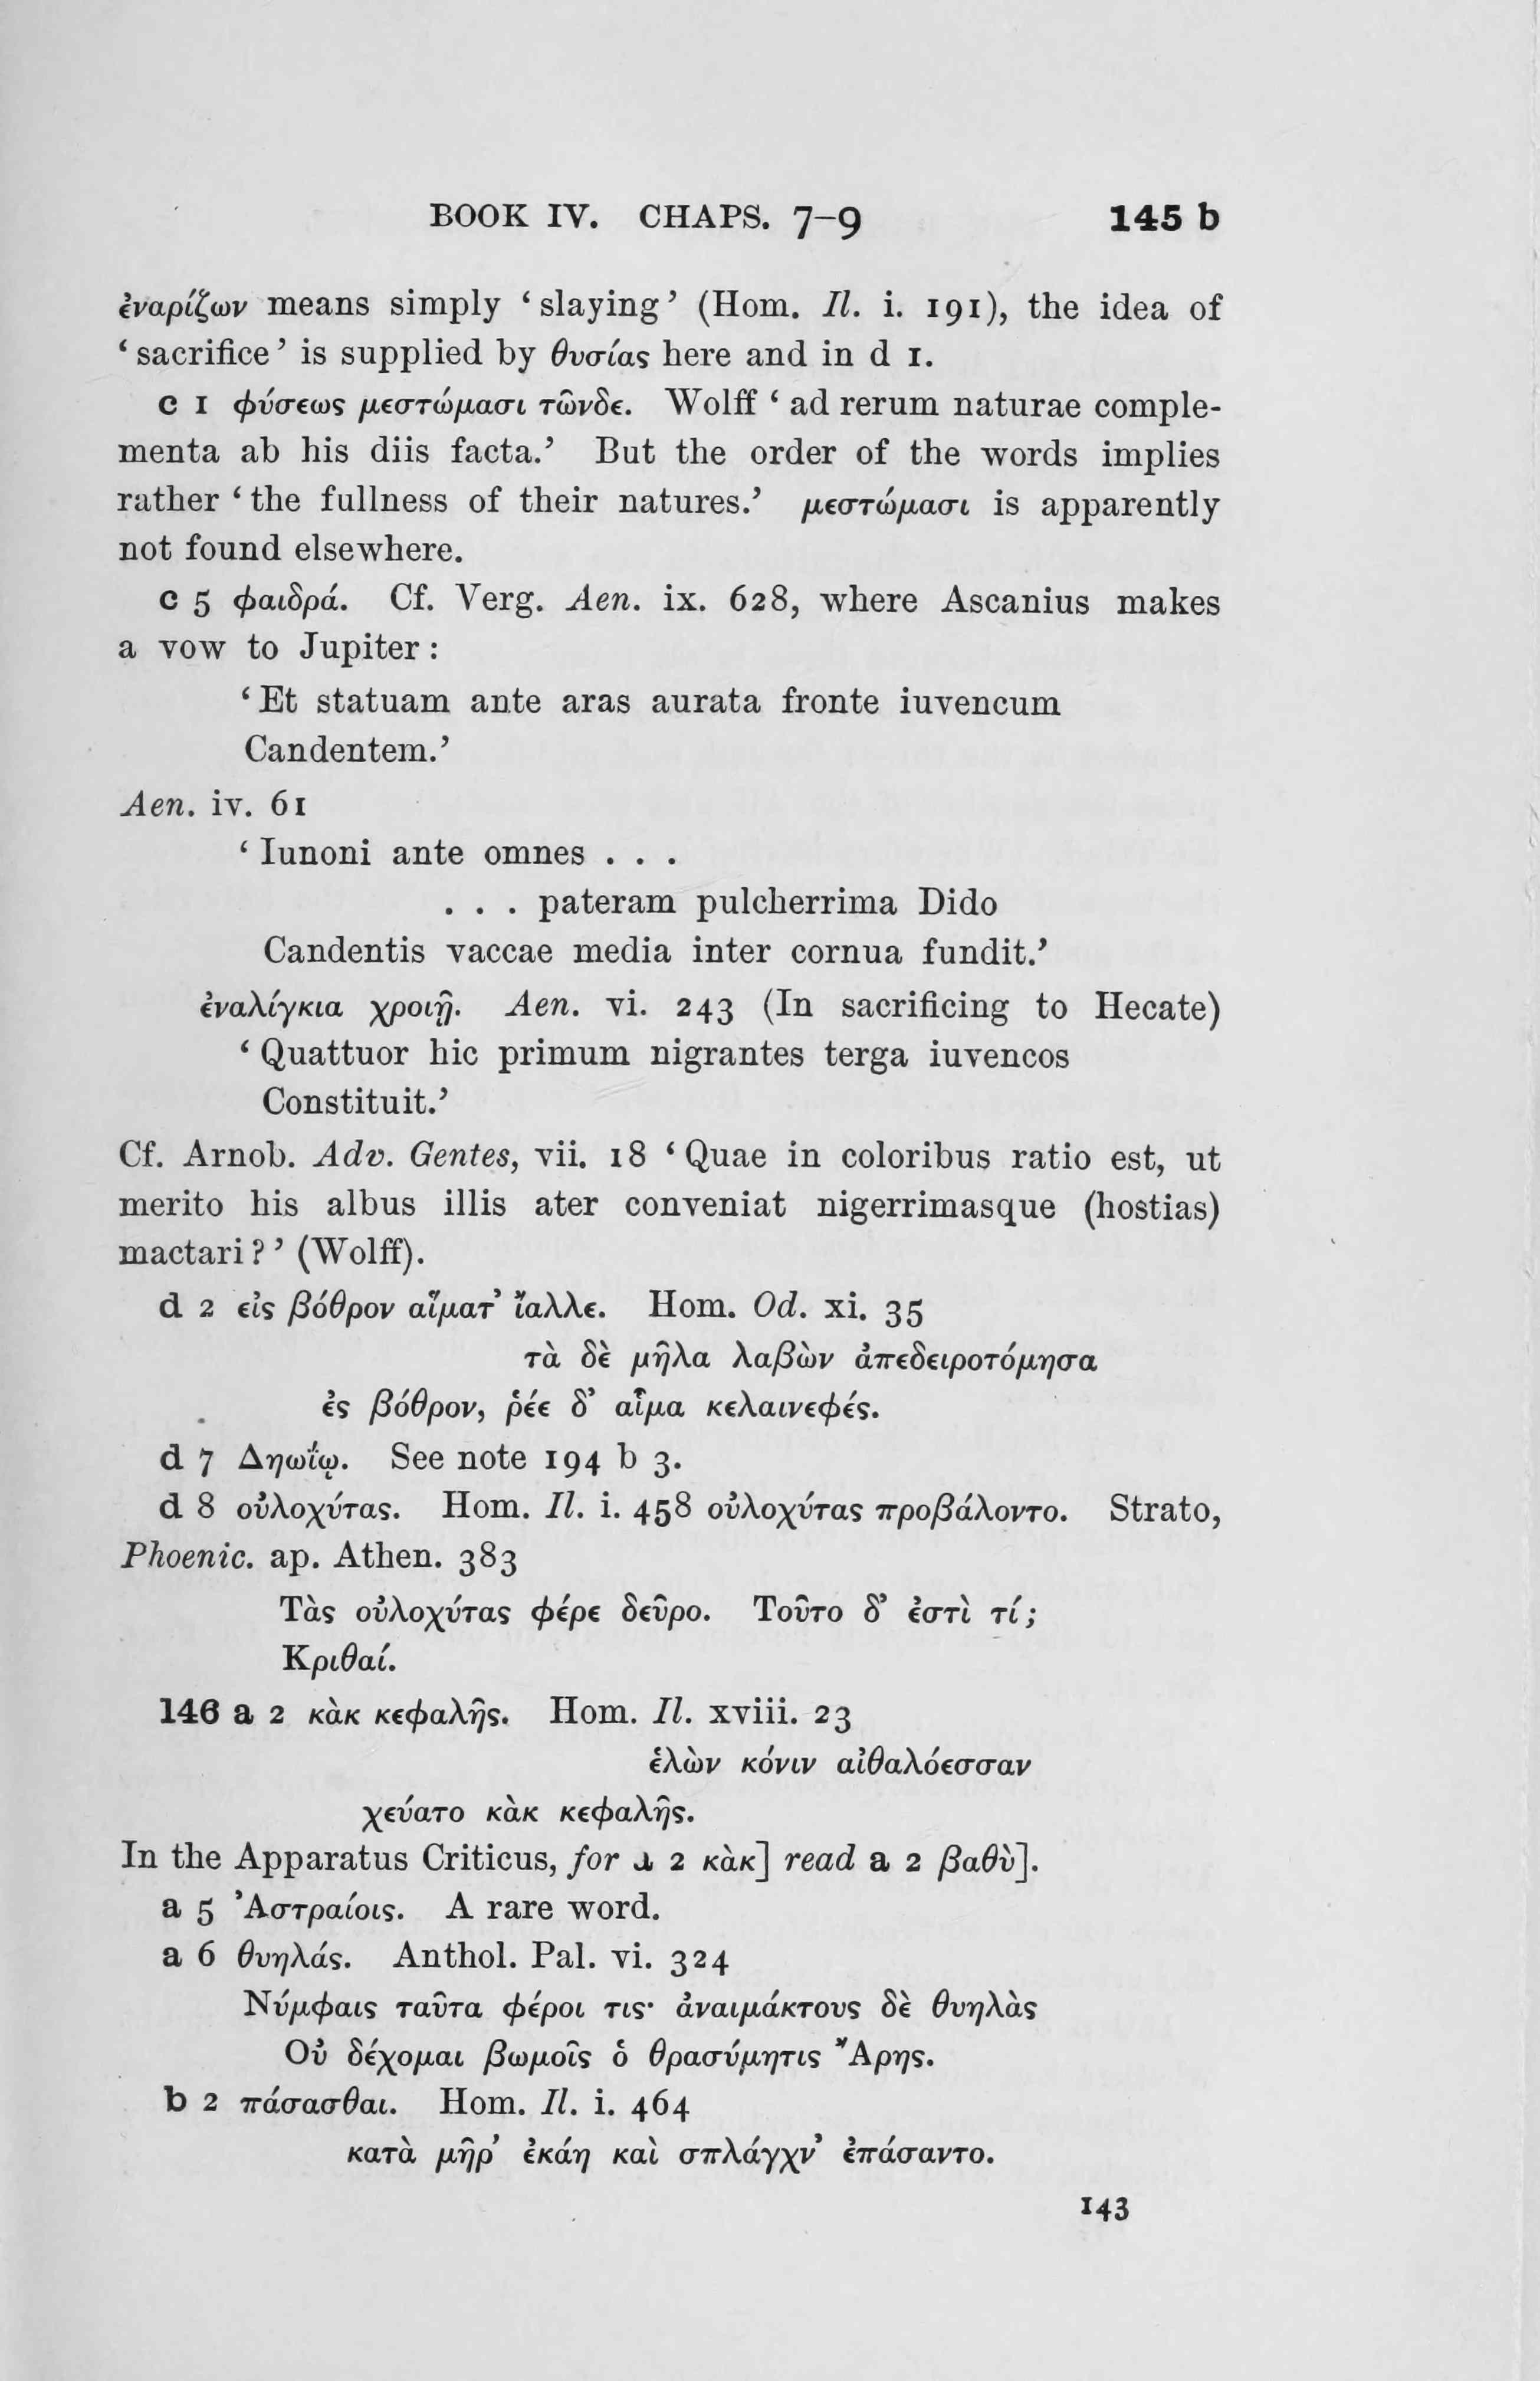 BOOK IV. CHAPS. 7–9 145 b
ἐναρίζων means simply ‘slaying’ (Hom. Il. i. 191), the idea of
‘sacrifice’ is supplied by θυσίας here and in d 1.
c 1 φύσεως μεστώμασι τῶνδε. Wolff ‘ad rerum naturae comple-
menta ab his diis facta.’ But the order of the words implies
rather ‘the fullness of their natures.’ μεστώμασι is apparently
not found elsewhere.
c 5 φαιδρά. Cf. Verg. Aen. ix. 628, where Ascanius makes
a vow to Jupiter:
‘Et statuam ante aras aurata fronte iuvencum
Candentem.’
Aen. iv. 61
‘Iunoni ante omnes . . .
. . . pateram pulcherrima Dido
Candentis vaccae media inter cornua fundit.’
ἐναλίγκια χροιῇ. Aen. vi. 243 (In sacrificing to Hecate)
‘Quattuor hic primum nigrantes terga iuvencos
Constituit.’
Cf. Arnob. Adv. Gentes, vii. 18 ‘Quae in coloribus ratio est, ut
merito his albus illis ater conveniat nigerrimasque (hostias)
mactari?’ (Wolff).
d 2 εἰς βόθρον αἵματ’ ἴαλλε. Hom. Od. xi. 35
τὰ δὲ μῆλα λαβὼν ἀπεδειροτόμησα
ἐς βόθρον, ῥέε δ’ αἷμα κελαινεφές.
d 7 Δηωΐῳ. See note 194 b 3.
d 8 οὐλοχύτας. Hom. Il. i. 458 οὐλοχύτας προβάλοντο. Strato,
Phoenic. ap. Athen. 383
Τὰς οὐλοχύτας φέρε δεῦρο. Τοῦτο δ’ ἐστὶ τί;
Κριθαί.
146 a 2 κὰκ κεφαλῆς. Hom. Il. xviii. 23
ἑλὼν κόνιν αἰθαλόεσσαν
χεύατο κὰκ κεφαλῆς.
In the Apparatus Criticus, for a 2 κὰκ] read a 2 βαθὺ].
a 5 Ἀστραίοις. A rare word.
a 6 θυηλάς. Anthol. Pal. vi. 324
Νύμφαις ταῦτα φέροι τις· ἀναιμάκτους δὲ θυηλὰς
Οὐ δέχομαι βωμοῖς ὁ θρασύμητις Ἄρης.
b 2 πάσασθαι. Hom. Il. i. 464
κατὰ μῆρ’ ἐκάη καὶ σπλάγχν’ ἐπάσαντο.
143